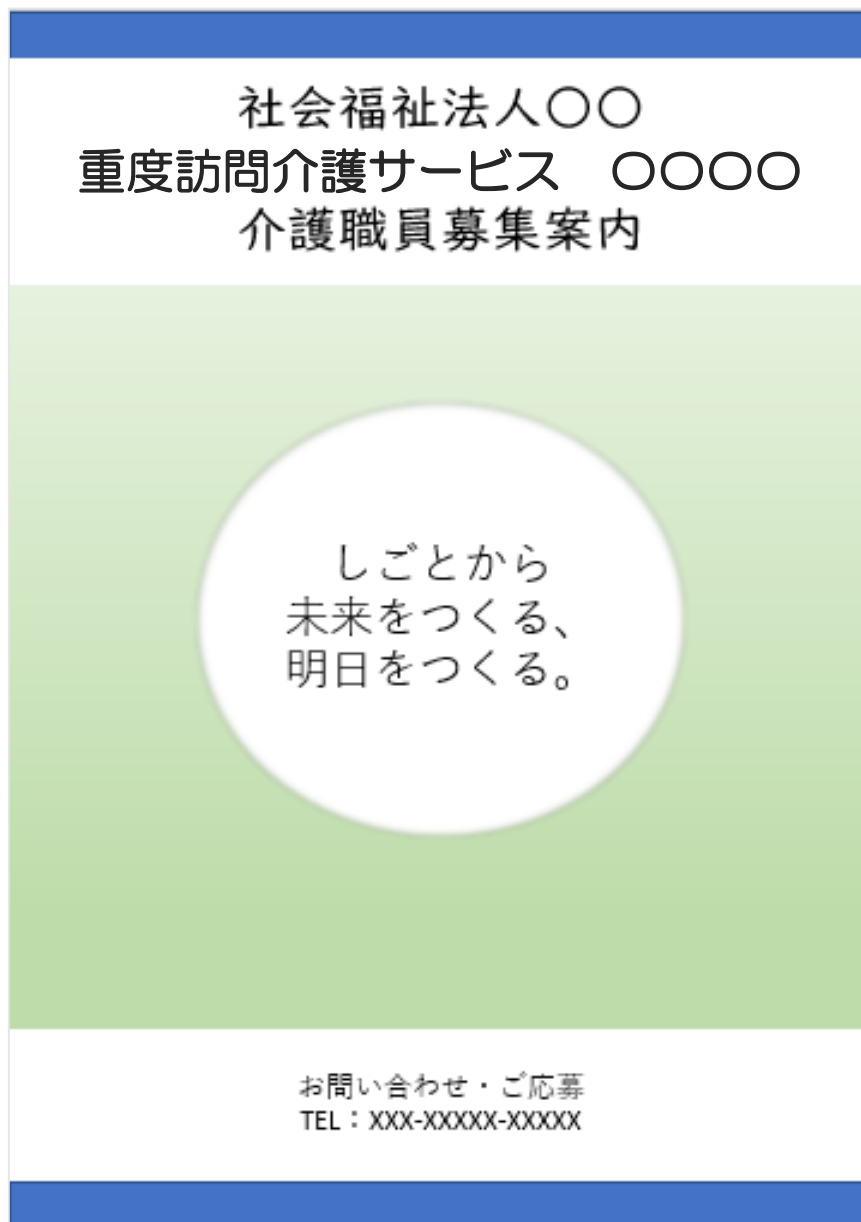 社会福祉法人〇〇
重度訪問介護サービス　〇〇〇〇
介護職員募集案内
しごとから
未来をつくる、
明日をつくる。
お問い合わせ・ご応募
TEL：XXX-XXXXX-XXXXX